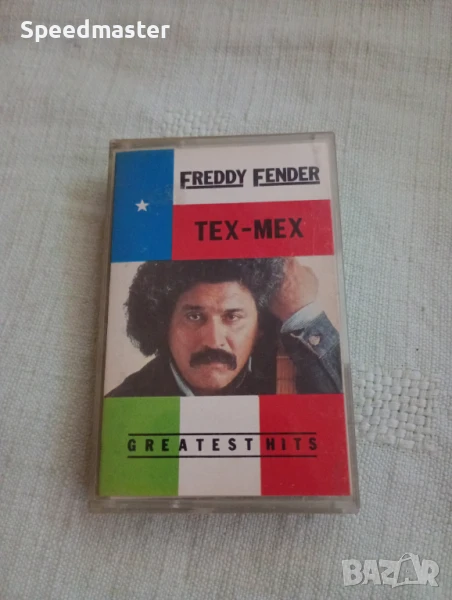 Speedmaster
FREDDY FENDER
TEX-MEX
GREATEST HITS
BAZAR